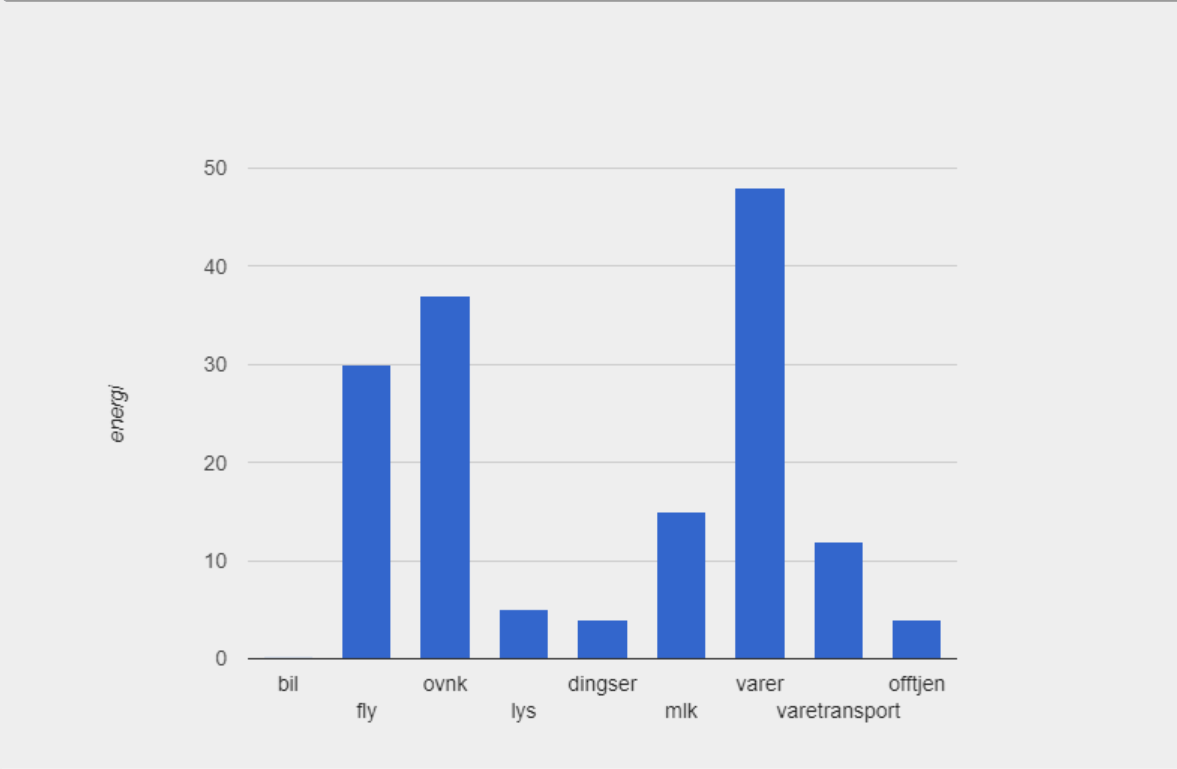 50
40
30
20
10
0
energi
bil
fly
ovnk
lys
dingser
mlk
varer
varetransport
offtjen